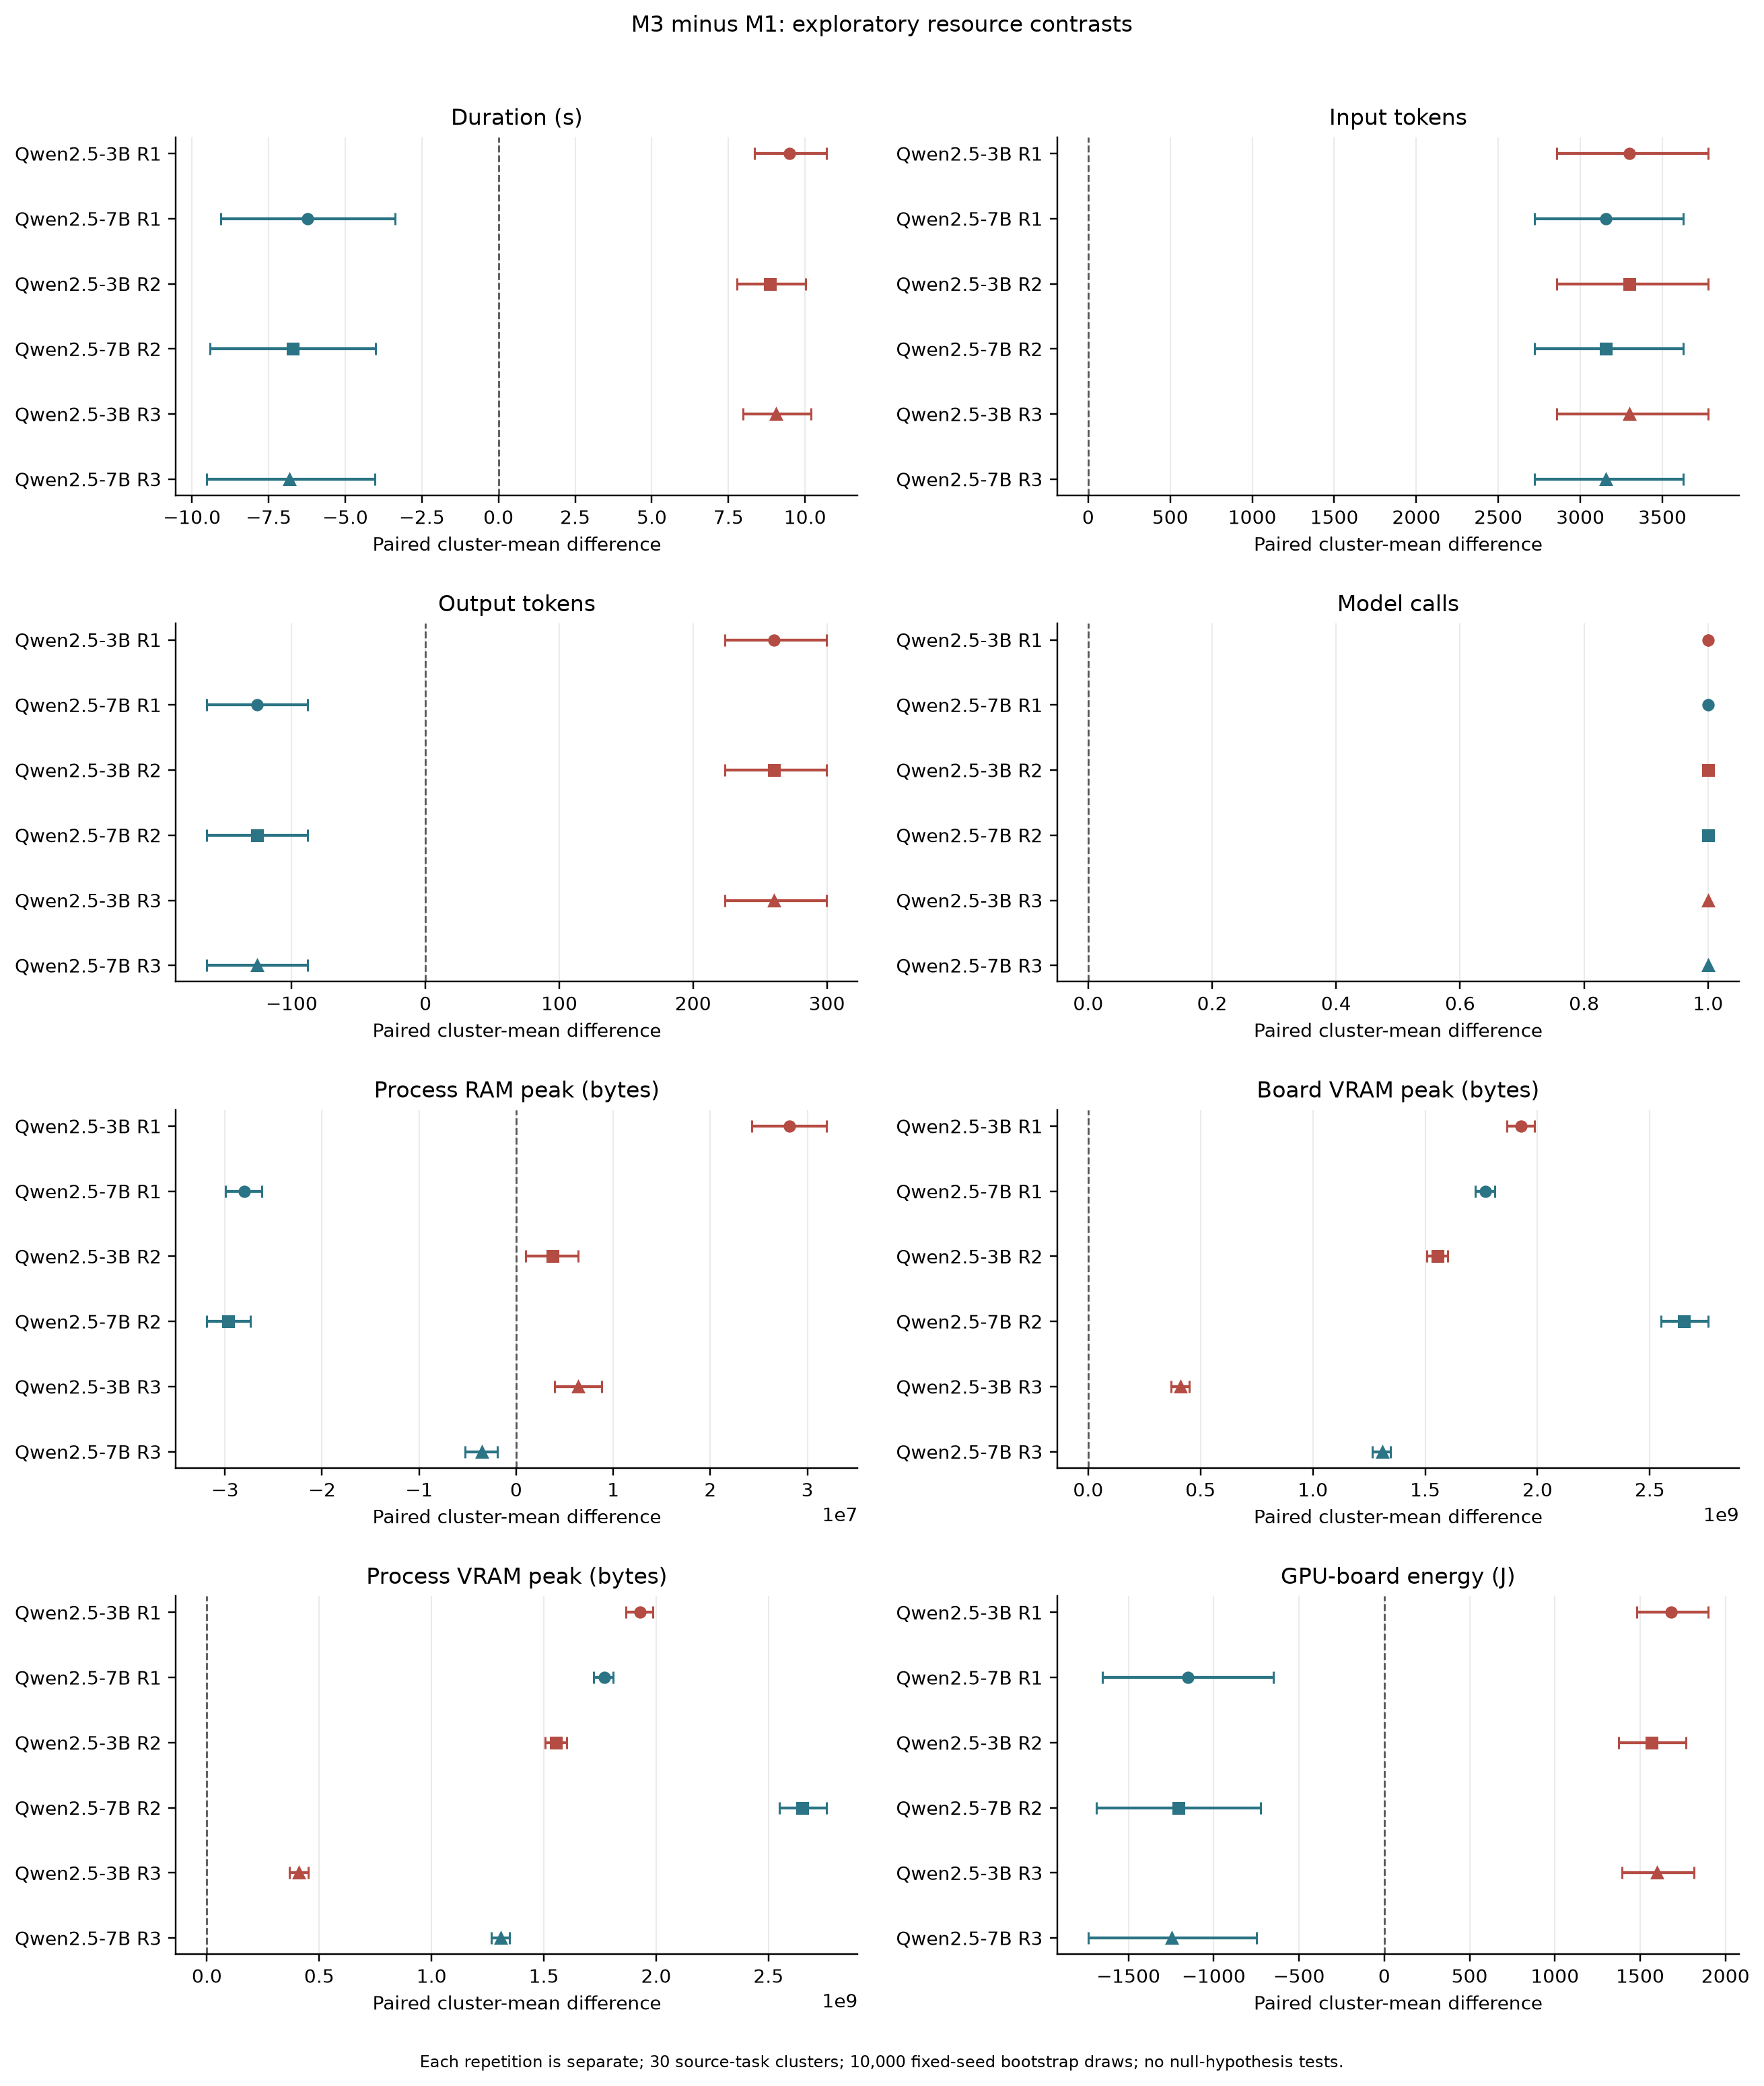 M3 minus M1: exploratory resource contrasts
Duration (s)
Qwen2.5-3B R1
Qwen2.5-7B R1
Qwen2.5-3B R2
Qwen2.5-7B R2
Qwen2.5-3B R3
Qwen2.5-7B R3
−10.0 −7.5 −5.0 −2.5 0.0 2.5 5.0 7.5 10.0
Paired cluster-mean difference
Input tokens
Qwen2.5-3B R1
Qwen2.5-7B R1
Qwen2.5-3B R2
Qwen2.5-7B R2
Qwen2.5-3B R3
Qwen2.5-7B R3
0 500 1000 1500 2000 2500 3000 3500
Paired cluster-mean difference
Output tokens
Qwen2.5-3B R1
Qwen2.5-7B R1
Qwen2.5-3B R2
Qwen2.5-7B R2
Qwen2.5-3B R3
Qwen2.5-7B R3
−100 0 100 200 300
Paired cluster-mean difference
Model calls
Qwen2.5-3B R1
Qwen2.5-7B R1
Qwen2.5-3B R2
Qwen2.5-7B R2
Qwen2.5-3B R3
Qwen2.5-7B R3
0.0 0.2 0.4 0.6 0.8 1.0
Paired cluster-mean difference
Process RAM peak (bytes)
Qwen2.5-3B R1
Qwen2.5-7B R1
Qwen2.5-3B R2
Qwen2.5-7B R2
Qwen2.5-3B R3
Qwen2.5-7B R3
−3 −2 −1 0 1 2 3
1e7
Paired cluster-mean difference
Board VRAM peak (bytes)
Qwen2.5-3B R1
Qwen2.5-7B R1
Qwen2.5-3B R2
Qwen2.5-7B R2
Qwen2.5-3B R3
Qwen2.5-7B R3
0.0 0.5 1.0 1.5 2.0 2.5
1e9
Paired cluster-mean difference
Process VRAM peak (bytes)
Qwen2.5-3B R1
Qwen2.5-7B R1
Qwen2.5-3B R2
Qwen2.5-7B R2
Qwen2.5-3B R3
Qwen2.5-7B R3
0.0 0.5 1.0 1.5 2.0 2.5
1e9
Paired cluster-mean difference
GPU-board energy (J)
Qwen2.5-3B R1
Qwen2.5-7B R1
Qwen2.5-3B R2
Qwen2.5-7B R2
Qwen2.5-3B R3
Qwen2.5-7B R3
−1500 −1000 −500 0 500 1000 1500 2000
Paired cluster-mean difference
Each repetition is separate; 30 source-task clusters; 10,000 fixed-seed bootstrap draws; no null-hypothesis tests.